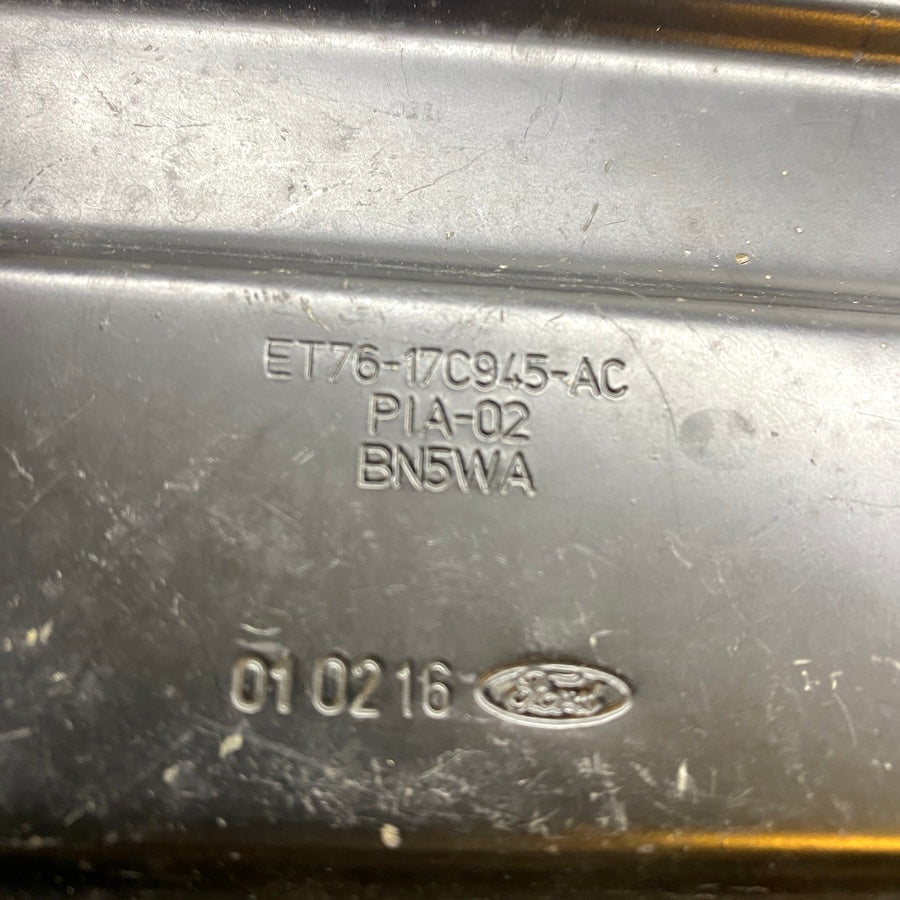 ET76-17C945-AC
PIA-02
BN5WA
01 02 16 Ford